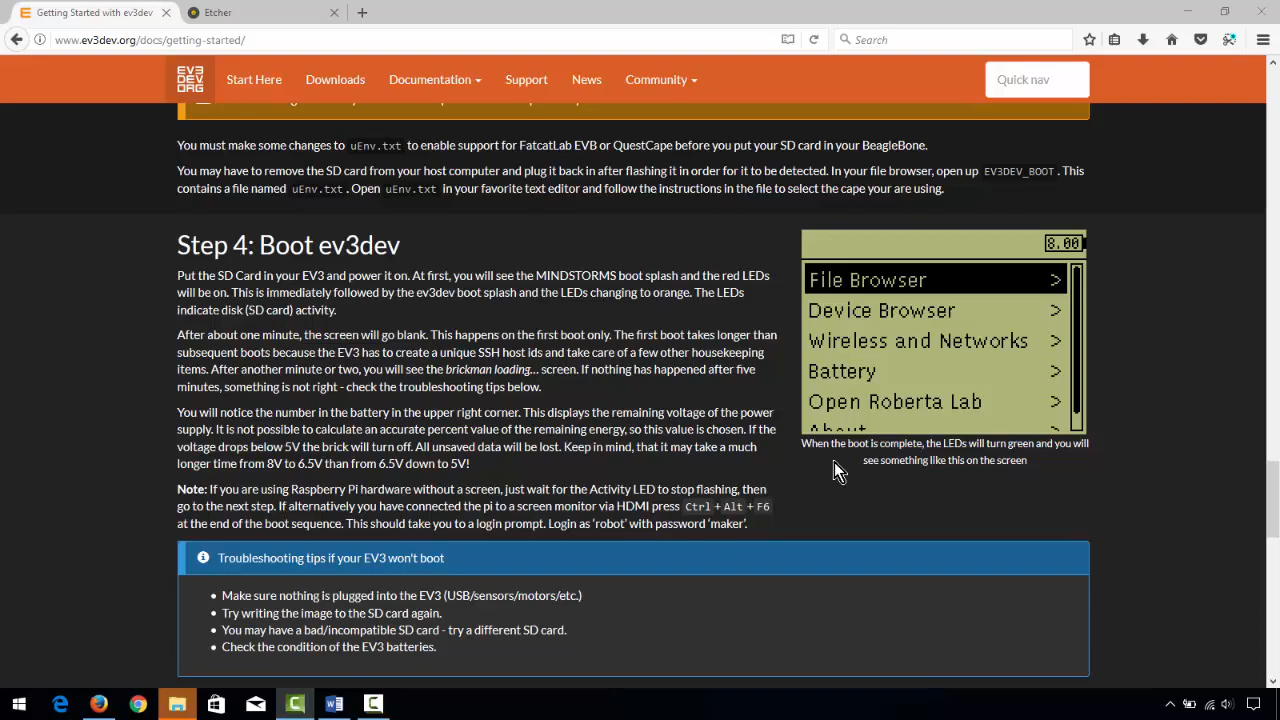 Getting Started with ev3dev
Etcher
www.ev3dev.org/docs/getting-started/
Search
EV3
DEV
.ORG
Start Here
Downloads
Documentation
Support
News
Community
Quick nav
You must make some changes to uEnv.txt to enable support for FatcatLab EVB or QuestCape before you put your SD card in your BeagleBone.
You may have to remove the SD card from your host computer and plug it back in after flashing it in order for it to be detected. In your file browser, open up EV3DEV_BOOT. This
contains a file named uEnv.txt. Open uEnv.txt in your favorite text editor and follow the instructions in the file to select the cape your are using.
Step 4: Boot ev3dev
Put the SD Card in your EV3 and power it on. At first, you will see the MINDSTORMS boot splash and the red LEDs
will be on. This is immediately followed by the ev3dev boot splash and the LEDs changing to orange. The LEDs
indicate disk (SD card) activity.
After about one minute, the screen will go blank. This happens on the first boot only. The first boot takes longer than
subsequent boots because the EV3 has to create a unique SSH host ids and take care of a few other housekeeping
items. After another minute or two, you will see the brickman loading... screen. If nothing has happened after five
minutes, something is not right - check the troubleshooting tips below.
You will notice the number in the battery in the upper right corner. This displays the remaining voltage of the power
supply. It is not possible to calculate an accurate percent value of the remaining energy, so this value is chosen. If the
voltage drops below 5V the brick will turn off. All unsaved data will be lost. Keep in mind, that it may take a much
longer time from 8V to 6.5V than from 6.5V down to 5V!
Note: If you are using Raspberry Pi hardware without a screen, just wait for the Activity LED to stop flashing, then
go to the next step. If alternatively you have connected the pi to a screen monitor via HDMI press Ctrl + Alt + F6
at the end of the boot sequence. This should take you to a login prompt. Login as 'robot' with password 'maker'.
8.00
File Browser >
Device Browser >
Wireless and Networks >
Battery >
Open Roberta Lab >
About
When the boot is complete, the LEDs will turn green and you will
see something like this on the screen
Troubleshooting tips if your EV3 won't boot
• Make sure nothing is plugged into the EV3 (USB/sensors/motors/etc.)
• Try writing the image to the SD card again.
• You may have a bad/incompatible SD card - try a different SD card.
• Check the condition of the EV3 batteries.